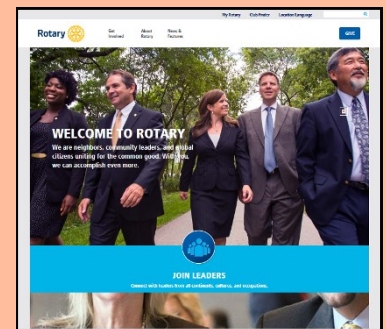 My Rotary Club Finder Location/Language
Rotary
Get Involved
About Rotary
News & Features
GIVE
WELCOME TO ROTARY
We are neighbors, community leaders, and global
citizens uniting for the common good. With you,
we can accomplish even more.
JOIN LEADERS
Connect with leaders from all continents, cultures, and occupations.